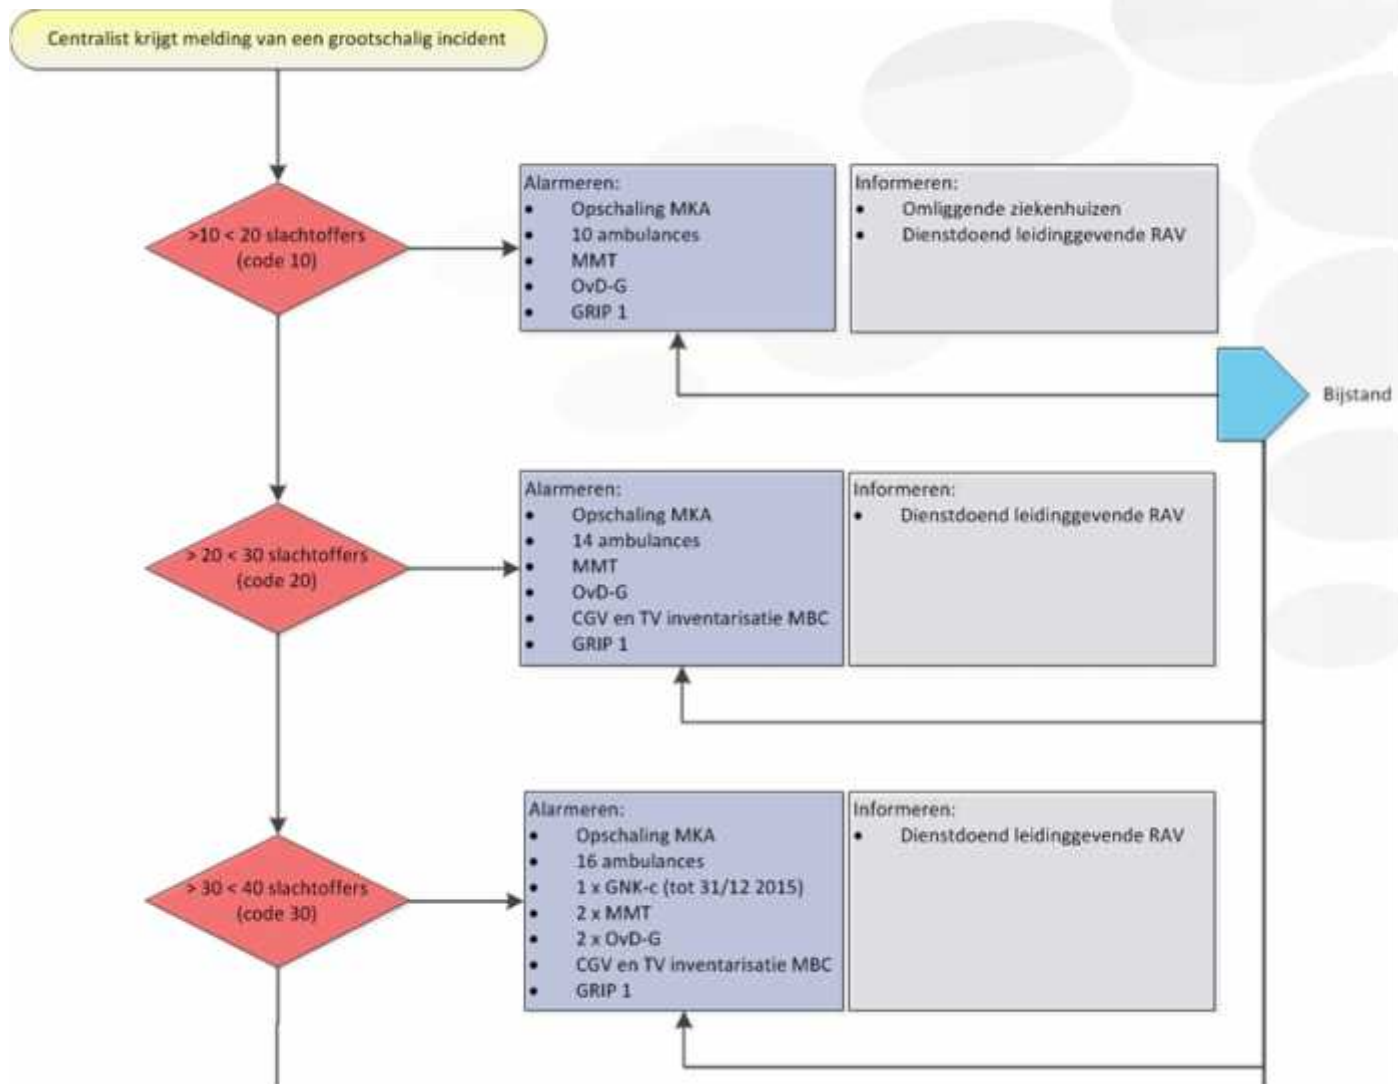 Centralist krijgt melding van een grootschalig incident
>10 < 20 slachtoffers
(code 10)
Alarmeren:
• Opschaling MKA
• 10 ambulances
• MMT
• OvD-G
• GRIP 1
Informeren:
• Omliggende ziekenhuizen
• Dienstdoend leidinggevende RAV
Bijstand
> 20 < 30 slachtoffers
(code 20)
Alarmeren:
• Opschaling MKA
• 14 ambulances
• MMT
• OvD-G
• CGV en TV inventarisatie MBC
• GRIP 1
Informeren:
• Dienstdoend leidinggevende RAV
> 30 < 40 slachtoffers
(code 30)
Alarmeren:
• Opschaling MKA
• 16 ambulances
• 1 x GNK-c (tot 31/12 2015)
• 2 x MMT
• 2 x OvD-G
• CGV en TV inventarisatie MBC
• GRIP 1
Informeren:
• Dienstdoend leidinggevende RAV